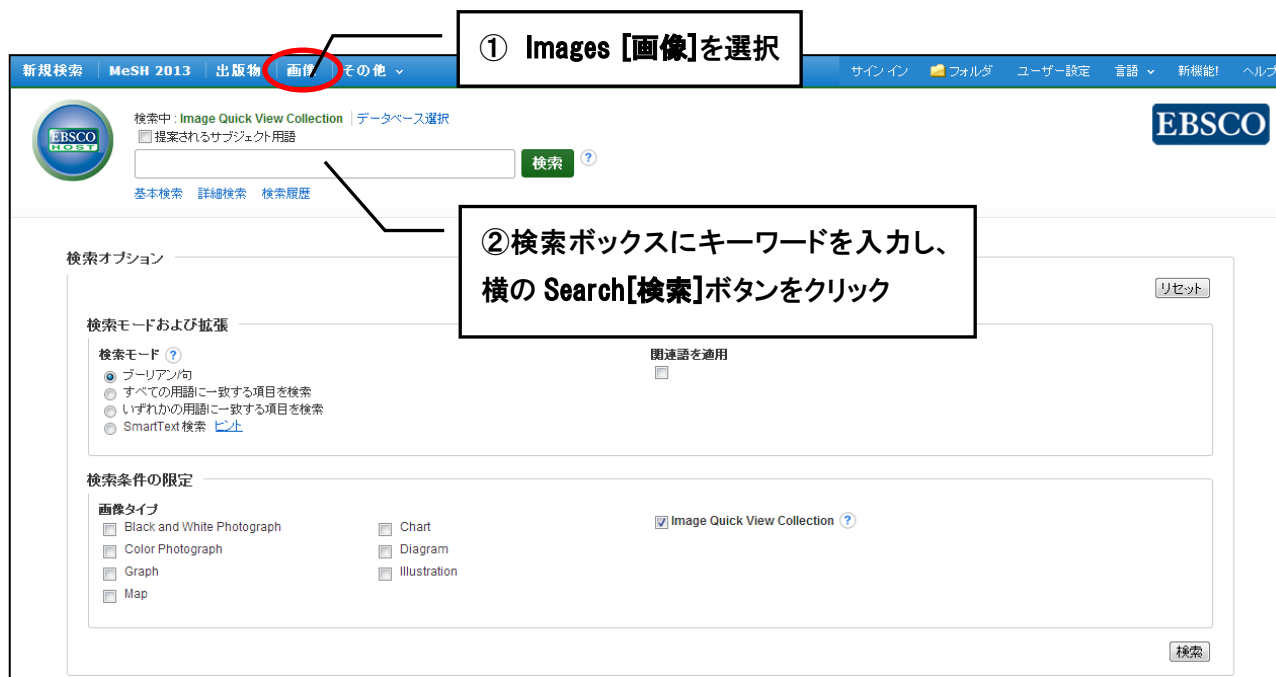 ① Images [画像]を選択
新規検索 MeSH 2013 出版物 画像 その他 サインイン フォルダ ユーザー設定 言語 新機能! ヘルプ
EBSCO HOST
検索中 : Image Quick View Collection データベース選択
提案されるサブジェクト用語
検索 ?
基本検索 詳細検索 検索履歴
EBSCO
②検索ボックスにキーワードを入力し、
横の Search[検索]ボタンをクリック
検索オプション
リセット
検索モードおよび拡張
検索モード ?
ブーリアン/句
すべての用語に一致する項目を検索
いずれかの用語に一致する項目を検索
SmartText 検索 ヒント
関連語を適用
検索条件の限定
画像タイプ
Black and White Photograph
Color Photograph
Graph
Map
Chart
Diagram
Illustration
Image Quick View Collection ?
検索